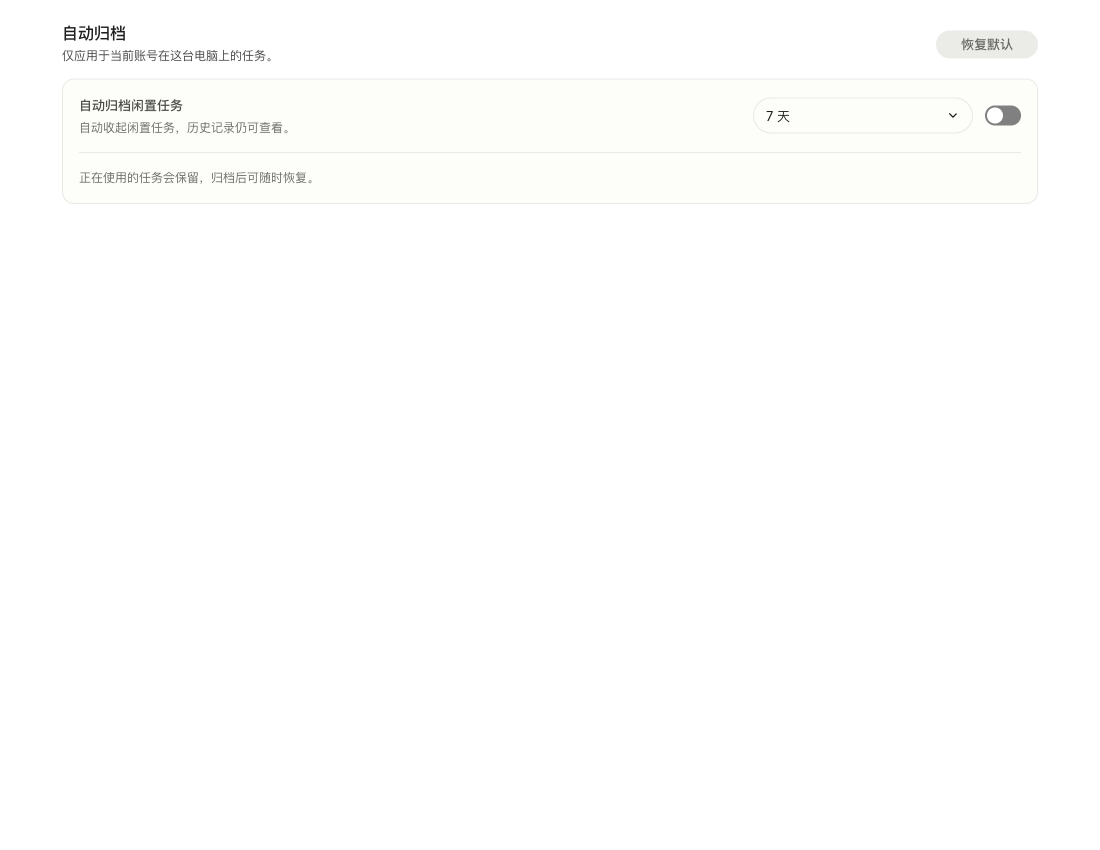 自动归档
仅应用于当前账号在这台电脑上的任务。
恢复默认
自动归档闲置任务
自动收起闲置任务，历史记录仍可查看。
7 天
正在使用的任务会保留，归档后可随时恢复。